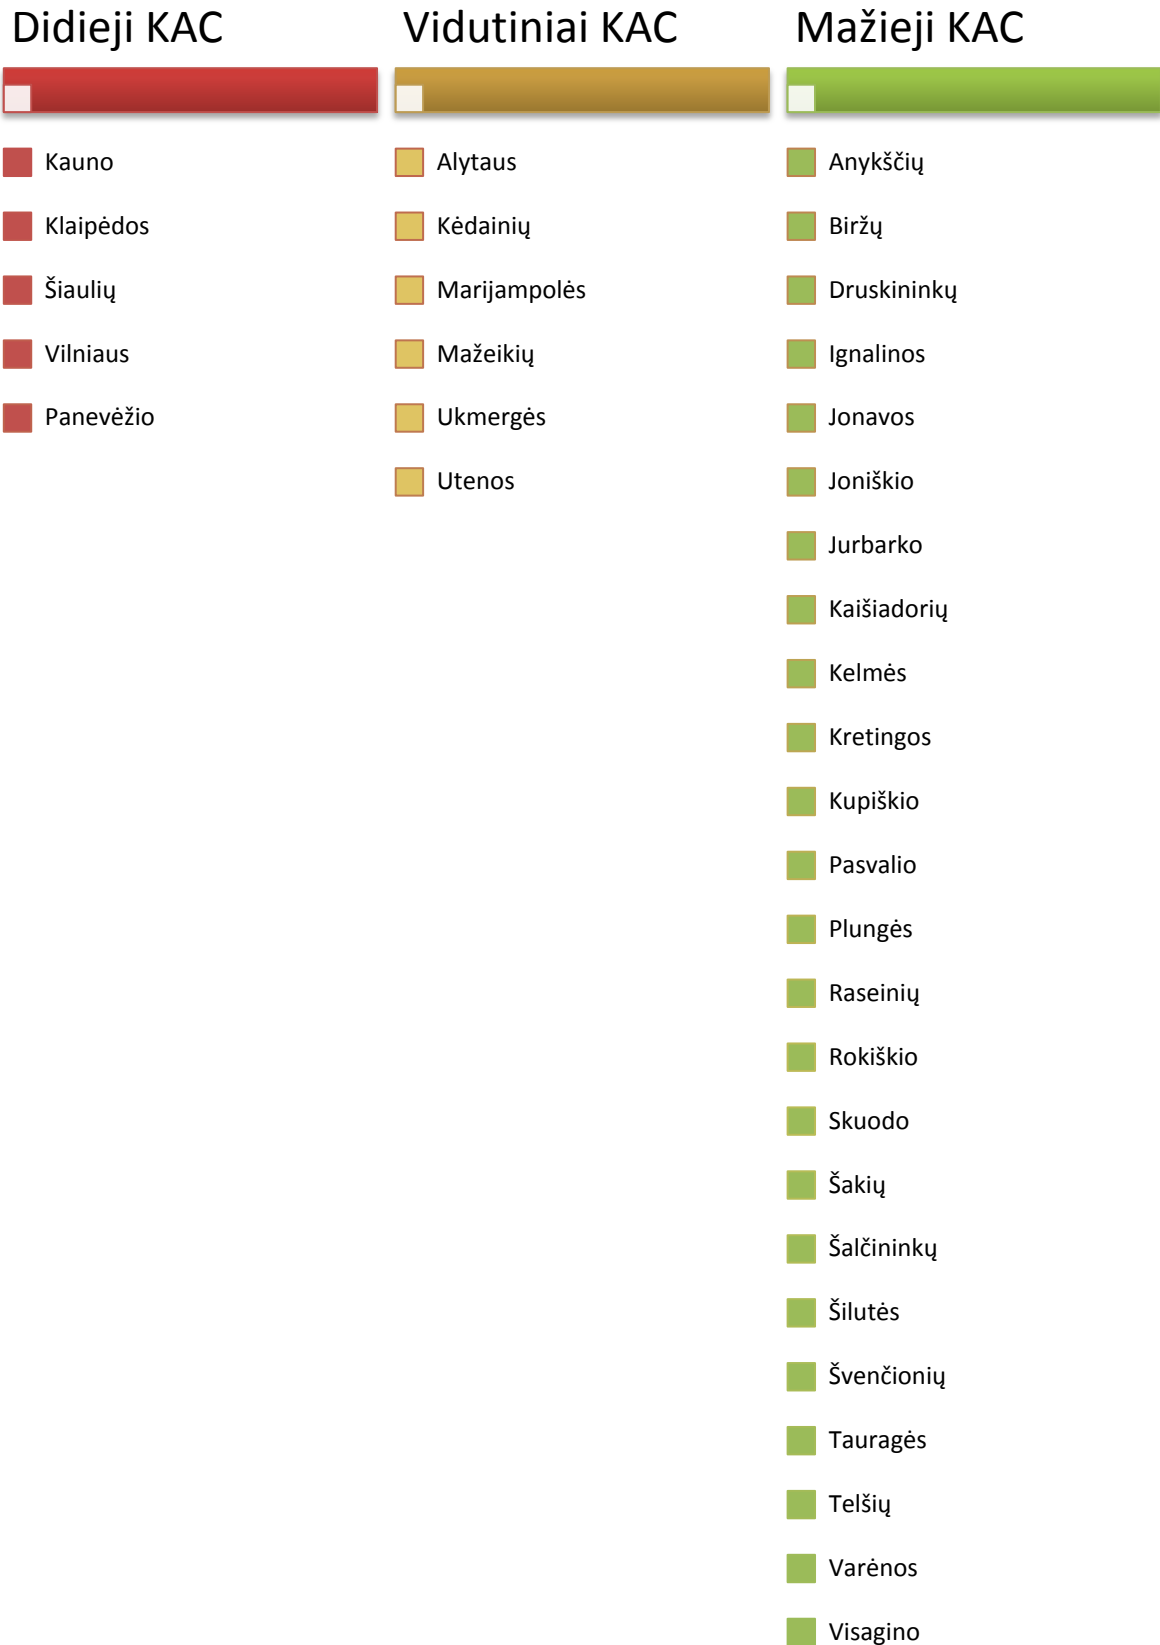 Didieji KAC
Kauno
Klaipėdos
Šiaulių
Vilniaus
Panevėžio
Vidutiniai KAC
Alytaus
Kėdainių
Marijampolės
Mažeikių
Ukmergės
Utenos
Mažieji KAC
Anykščių
Biržų
Druskininkų
Ignalinos
Jonavos
Joniškio
Jurbarko
Kaišiadorių
Kelmės
Kretingos
Kupiškio
Pasvalio
Plungės
Raseinių
Rokiškio
Skuodo
Šakių
Šalčininkų
Šilutės
Švenčionių
Tauragės
Telšių
Varėnos
Visagino